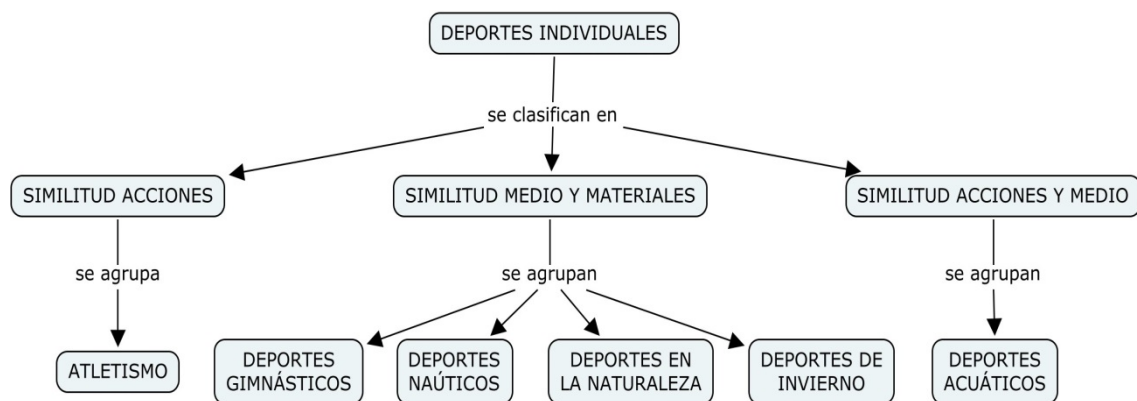 DEPORTES INDIVIDUALES
se clasifican en
SIMILITUD ACCIONES
SIMILITUD MEDIO Y MATERIALES
SIMILITUD ACCIONES Y MEDIO
se agrupa
se agrupan
se agrupan
ATLETISMO
DEPORTES
GIMNÁSTICOS
DEPORTES
NAÚTICOS
DEPORTES EN
LA NATURALEZA
DEPORTES DE
INVIERNO
DEPORTES
ACUÁTICOS